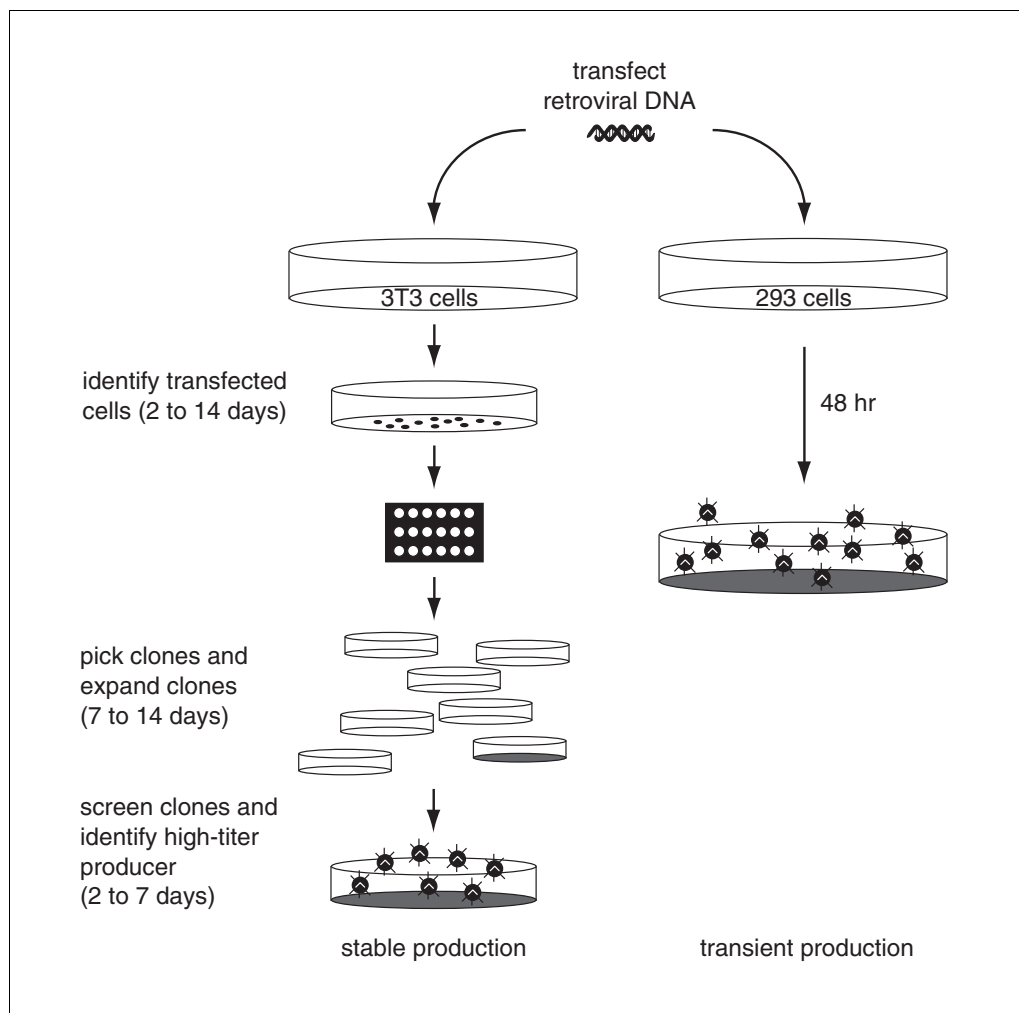 transfect
retroviral DNA
3T3 cells
293 cells
identify transfected
cells (2 to 14 days)
48 hr
pick clones and
expand clones
(7 to 14 days)
screen clones and
identify high-titer
producer
(2 to 7 days)
stable production
transient production